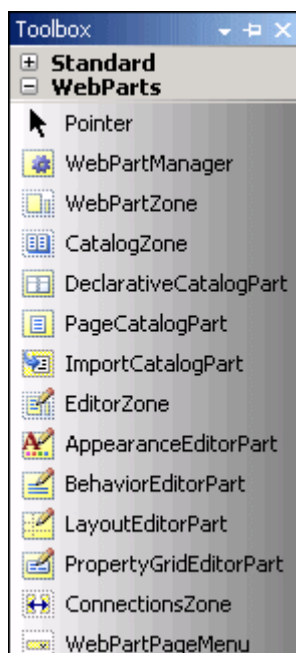 Toolbox
Standard
WebParts
Pointer
WebPartManager
WebPartZone
CatalogZone
DeclarativeCatalogPart
PageCatalogPart
ImportCatalogPart
EditorZone
AppearanceEditorPart
BehaviorEditorPart
LayoutEditorPart
PropertyGridEditorPart
ConnectionsZone
WebPartPageMenu